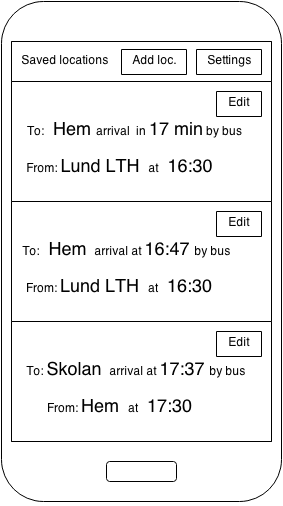 Saved locations Add loc. Settings
Edit
To: Hem arrival in 17 min by bus
From: Lund LTH at 16:30
Edit
To: Hem arrival at 16:47 by bus
From: Lund LTH at 16:30
Edit
To: Skolan arrival at 17:37 by bus
From: Hem at 17:30